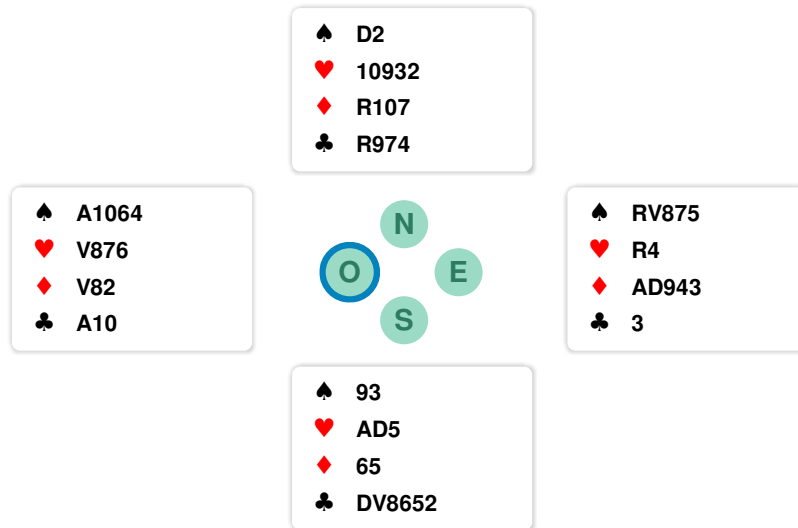 ♠ D2
♥ 10932
♦ R107
♣ R974
♠ A1064
♥ V876
♦ V82
♣ A10
N
O
E
S
♠ RV875
♥ R4
♦ AD943
♣ 3
♠ 93
♥ AD5
♦ 65
♣ DV8652